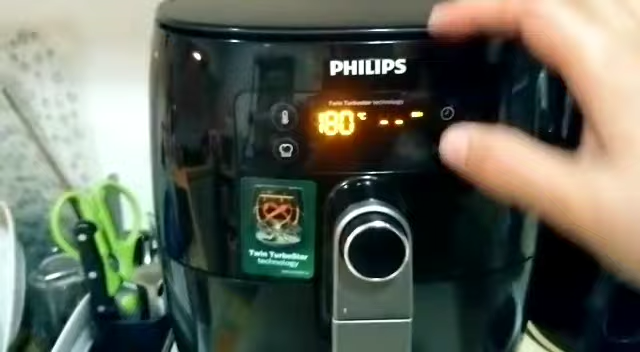 PHILIPS
Twin TurboStar technology
180°C -- -
Twin TurboStar
technology